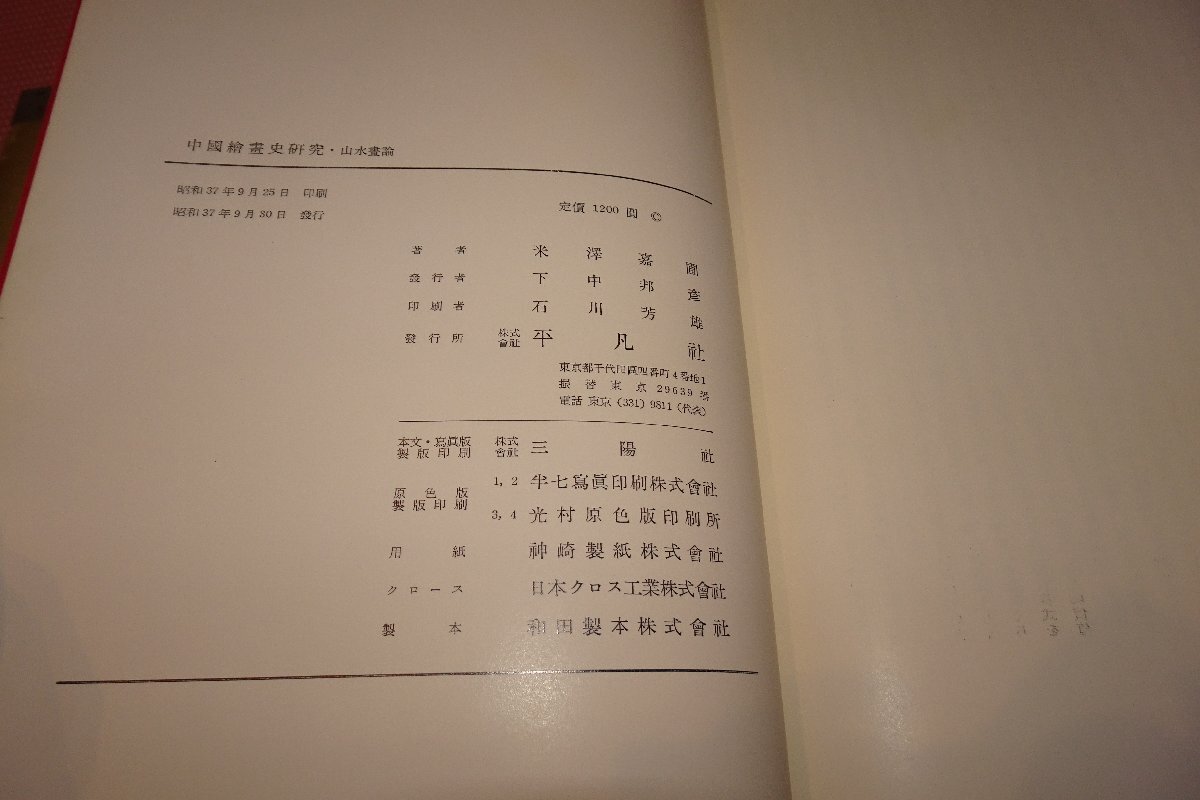 中國繪畫史硏究・山水畫論
昭和37年9月25日 印刷
昭和37年9月30日 發行
定價 1200 圓 ©
著者 米澤嘉圃
發行者 下中邦彦
印刷者 石川芳雄
發行所 株式會社 平凡社
東京都千代田區四番町4番地1
振替東京 29639 番
電話 東京 (331) 9811 (代表)
本文・寫眞版製版印刷 株式會社 三陽社
原色版製版印刷 1, 2 半七寫眞印刷株式會社
3, 4 光村原色版印刷所
用紙 神崎製紙株式會社
クロース 日本クロス工業株式會社
製本 和田製本株式會社